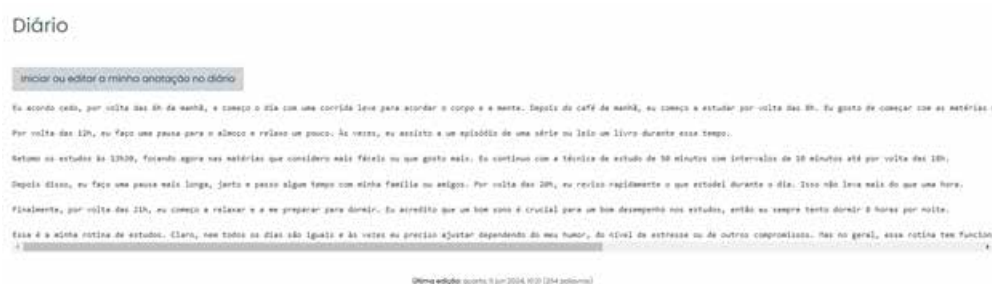 Diário
Iniciar ou editar a minha anotação no diário
Eu acordo cedo, por volta das 6h da manhã, e começo o dia com uma corrida leve para acordar o corpo e a mente. Depois do café da manhã, eu começo a estudar por volta das 8h. Eu gosto de começar com as matérias
Por volta das 12h, eu faço uma pausa para o almoço e relaxo um pouco. Às vezes, eu assisto a um episódio de uma série ou leio um livro durante esse tempo.
Retomo os estudos às 13h30, focando agora nas matérias que considero mais fáceis ou que gosto mais. Eu continuo com a técnica de estudo de 50 minutos com intervalos de 10 minutos até por volta das 18h.
Depois disso, eu faço uma pausa mais longa, janto e passo algum tempo com minha família ou amigos. Por volta das 20h, eu reviso rapidamente o que estudei durante o dia. Isso não leva mais do que uma hora.
Finalmente, por volta das 21h, eu começo a relaxar e a me preparar para dormir. Eu acredito que um bom sono é crucial para um bom desempenho nos estudos, então eu sempre tento dormir 8 horas por noite.
Essa é a minha rotina de estudos. Claro, nem todos os dias são iguais e às vezes eu preciso ajustar dependendo do meu humor, do nível de estresse ou de outros compromissos. Mas no geral, essa rotina tem funcion
Última edição: quarta, 5 jun 2024, (254 palavras)